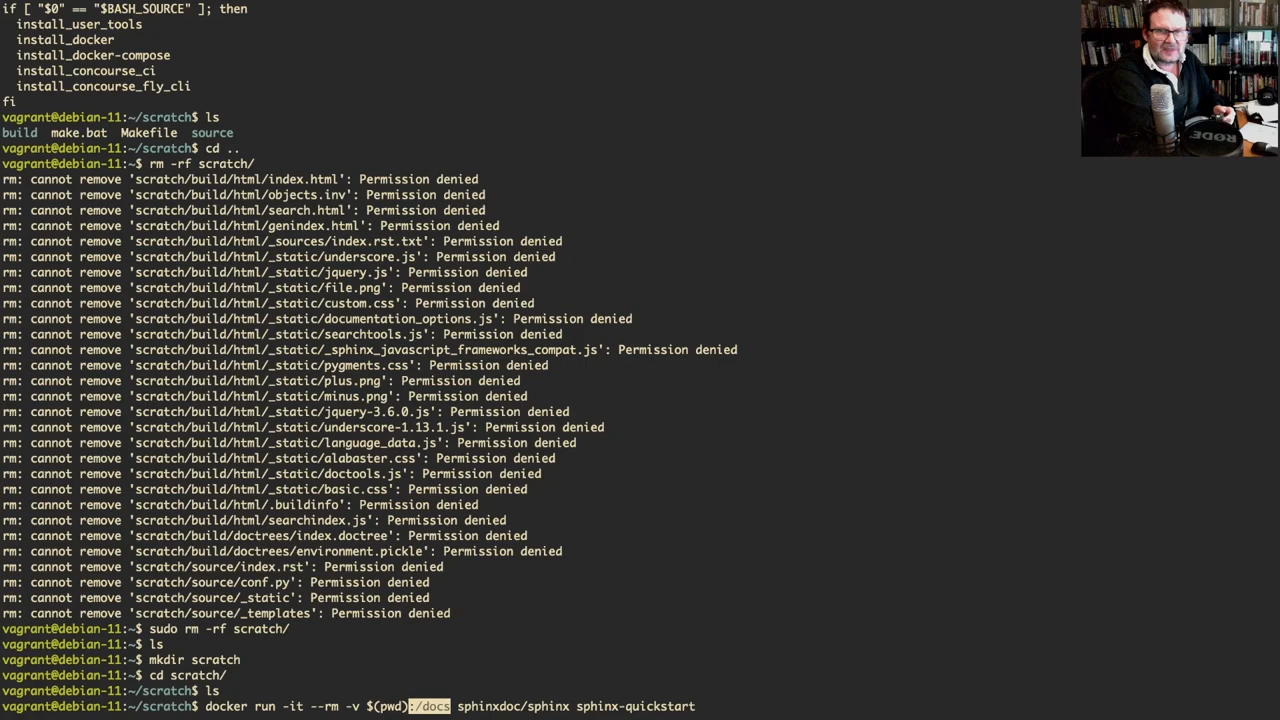 if [ "$0" == "$BASH_SOURCE" ]; then
  install_user_tools
  install_docker
  install_docker-compose
  install_concourse_ci
  install_concourse_fly_cli
fi
vagrant@debian-11:~/scratch$ ls
build  make.bat  Makefile  source
vagrant@debian-11:~/scratch$ cd ..
vagrant@debian-11:~$ rm -rf scratch/
rm: cannot remove 'scratch/build/html/index.html': Permission denied
rm: cannot remove 'scratch/build/html/objects.inv': Permission denied
rm: cannot remove 'scratch/build/html/search.html': Permission denied
rm: cannot remove 'scratch/build/html/genindex.html': Permission denied
rm: cannot remove 'scratch/build/html/_sources/index.rst.txt': Permission denied
rm: cannot remove 'scratch/build/html/_static/underscore.js': Permission denied
rm: cannot remove 'scratch/build/html/_static/jquery.js': Permission denied
rm: cannot remove 'scratch/build/html/_static/file.png': Permission denied
rm: cannot remove 'scratch/build/html/_static/custom.css': Permission denied
rm: cannot remove 'scratch/build/html/_static/documentation_options.js': Permission denied
rm: cannot remove 'scratch/build/html/_static/searchtools.js': Permission denied
rm: cannot remove 'scratch/build/html/_static/_sphinx_javascript_frameworks_compat.js': Permission denied
rm: cannot remove 'scratch/build/html/_static/pygments.css': Permission denied
rm: cannot remove 'scratch/build/html/_static/plus.png': Permission denied
rm: cannot remove 'scratch/build/html/_static/minus.png': Permission denied
rm: cannot remove 'scratch/build/html/_static/jquery-3.6.0.js': Permission denied
rm: cannot remove 'scratch/build/html/_static/underscore-1.13.1.js': Permission denied
rm: cannot remove 'scratch/build/html/_static/language_data.js': Permission denied
rm: cannot remove 'scratch/build/html/_static/alabaster.css': Permission denied
rm: cannot remove 'scratch/build/html/_static/doctools.js': Permission denied
rm: cannot remove 'scratch/build/html/_static/basic.css': Permission denied
rm: cannot remove 'scratch/build/html/.buildinfo': Permission denied
rm: cannot remove 'scratch/build/html/searchindex.js': Permission denied
rm: cannot remove 'scratch/build/doctrees/index.doctree': Permission denied
rm: cannot remove 'scratch/build/doctrees/environment.pickle': Permission denied
rm: cannot remove 'scratch/source/index.rst': Permission denied
rm: cannot remove 'scratch/source/conf.py': Permission denied
rm: cannot remove 'scratch/source/_static': Permission denied
rm: cannot remove 'scratch/source/_templates': Permission denied
vagrant@debian-11:~$ sudo rm -rf scratch/
vagrant@debian-11:~$ ls
vagrant@debian-11:~$ mkdir scratch
vagrant@debian-11:~$ cd scratch/
vagrant@debian-11:~/scratch$ ls
vagrant@debian-11:~/scratch$ docker run -it --rm -v $(pwd):/docs sphinxdoc/sphinx sphinx-quickstart
RODE